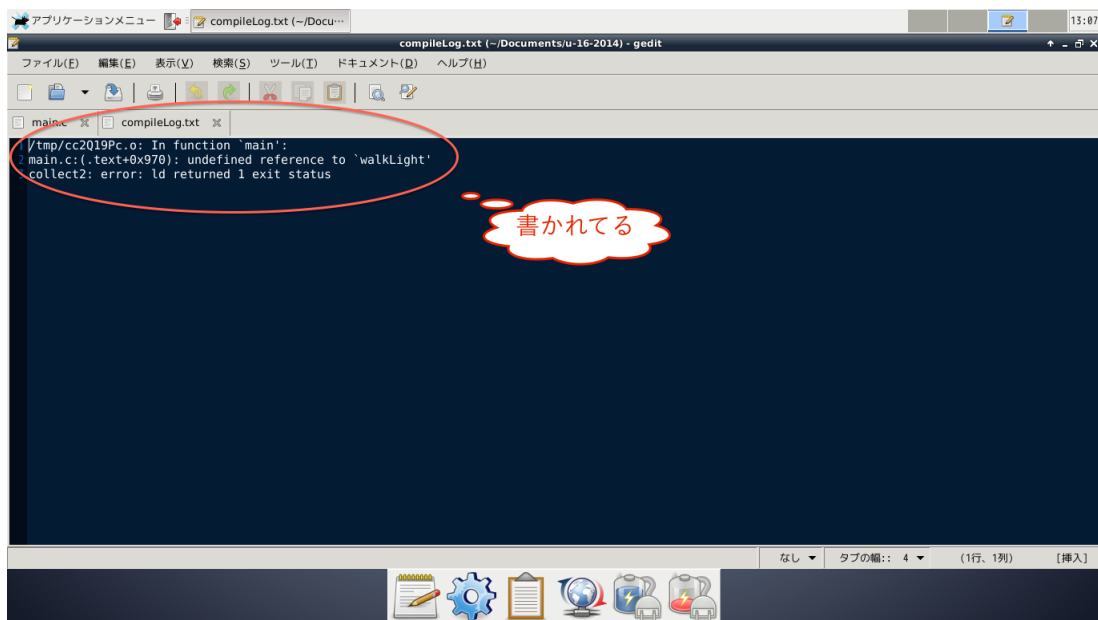 アプリケーションメニュー
compileLog.txt (~/Docu…
13:07
compileLog.txt (~/Documents/u-16-2014) - gedit
ファイル(F) 編集(E) 表示(V) 検索(S) ツール(T) ドキュメント(D) ヘルプ(H)
main.c compileLog.txt
1 /tmp/cc2Q19Pc.o: In function `main':
2 main.c:(.text+0x970): undefined reference to `walkLight'
collect2: error: ld returned 1 exit status
書かれてる
なし タブの幅:: 4 (1行、1列) [挿入]